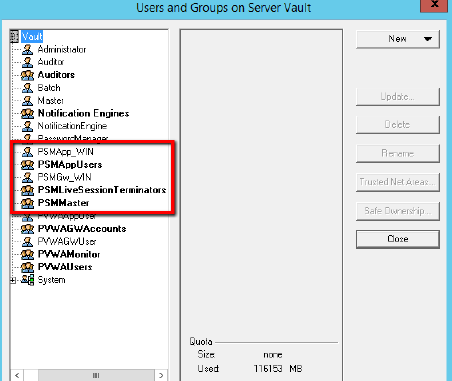 Users and Groups on Server Vault
x
Vault
Administrator
Auditor
Auditors
Batch
Master
Notification Engines
NotificationEngine
PasswordManager
PSMApp_WIN
PSMAppUsers
PSMGw_WIN
PSMLiveSessionTerminators
PSMMaster
PVWAAppUser
PVWAGWAccounts
PVWAGWUser
PVWAMonitor
PVWAUsers
System
New
Update...
Delete
Rename
Trusted Net Areas...
Safe Ownership...
Close
Quota
Size: none
Used: 116153 MB